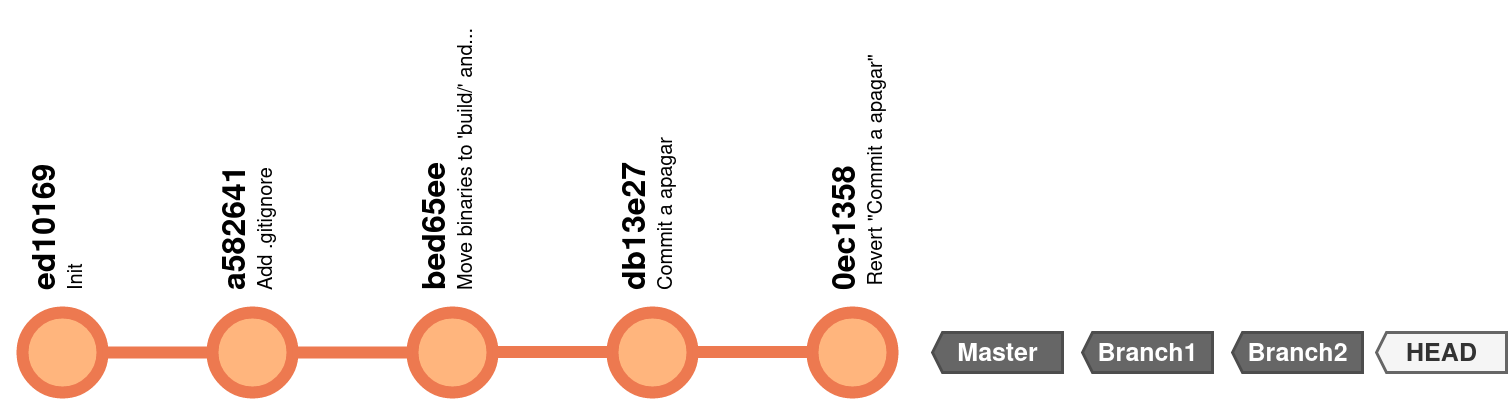 ed10169
Init
a582641
Add .gitignore
bed65ee
Move binaries to 'build/' and...
db13e27
Commit a apagar
0ec1358
Revert "Commit a apagar"
Master
Branch1
Branch2
HEAD